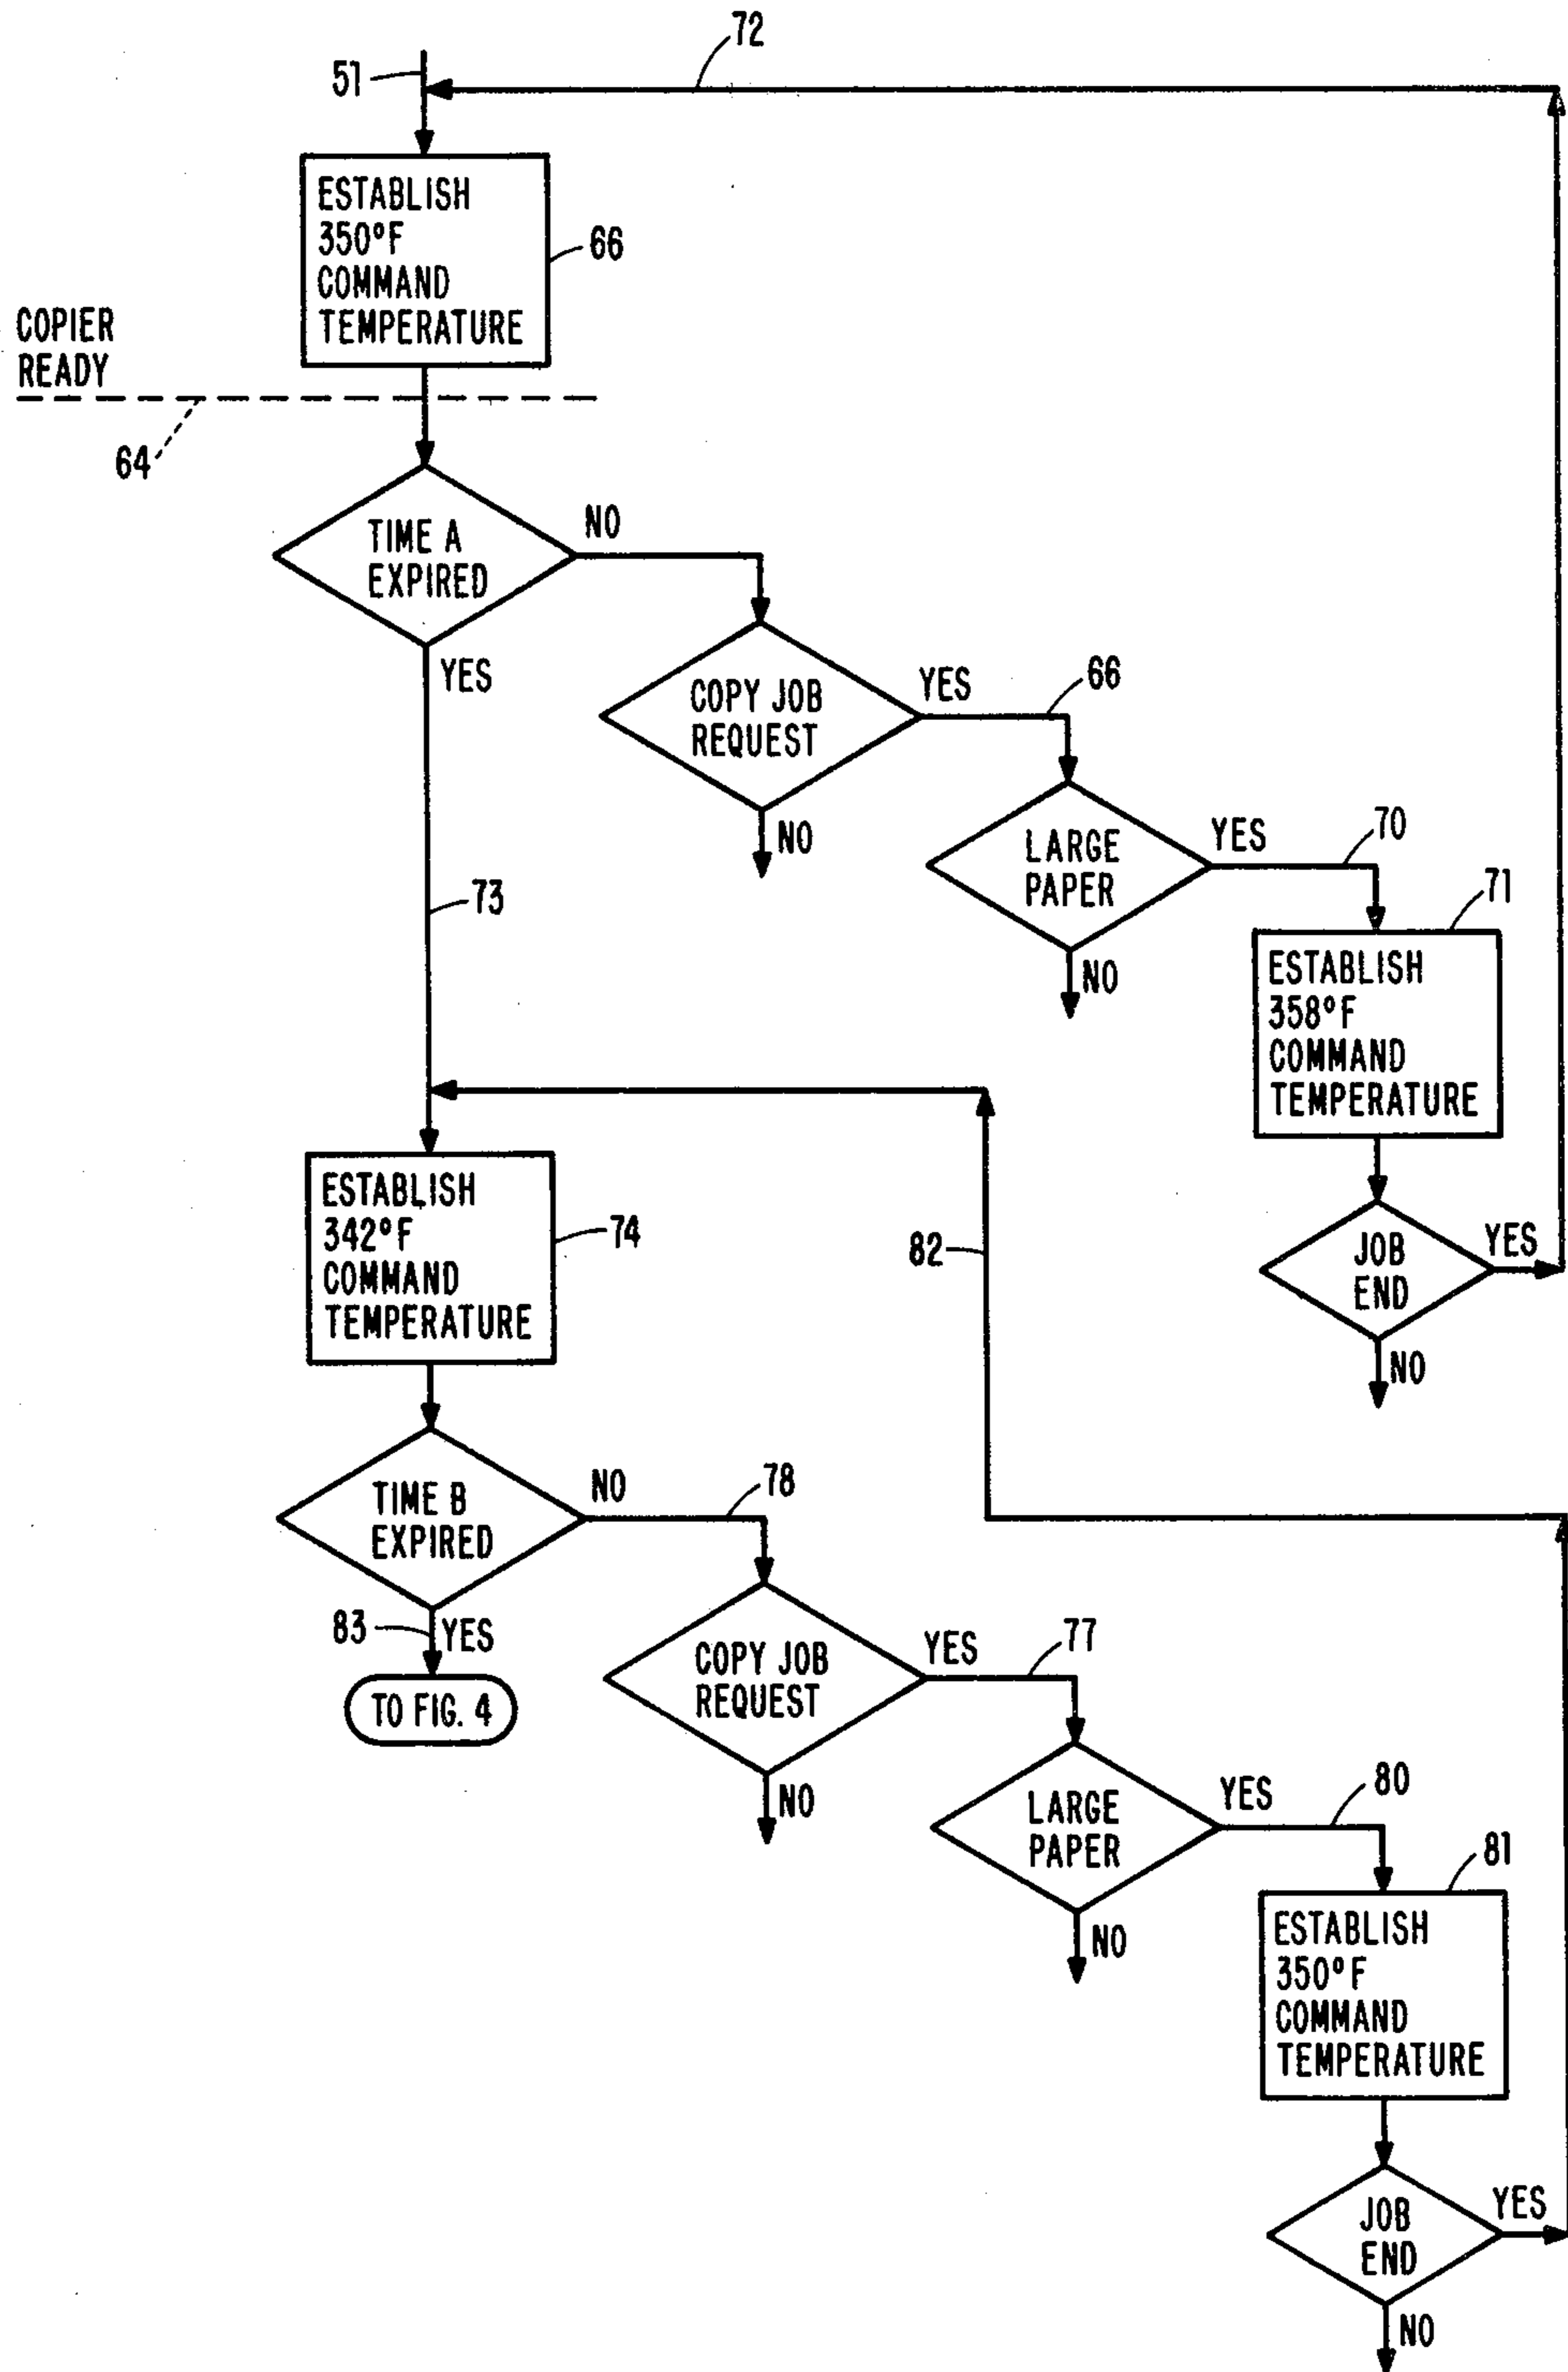 72
51
ESTABLISH
350°F
COMMAND
TEMPERATURE
66
COPIER
READY
64
TIME A
EXPIRED
NO
YES
COPY JOB
REQUEST
YES
66
NO
LARGE
PAPER
YES
70
NO
71
ESTABLISH
358°F
COMMAND
TEMPERATURE
JOB
END
YES
NO
73
ESTABLISH
342°F
COMMAND
TEMPERATURE
74
82
TIME B
EXPIRED
NO
78
83
YES
TO FIG. 4
COPY JOB
REQUEST
YES
77
NO
LARGE
PAPER
YES
80
NO
81
ESTABLISH
350°F
COMMAND
TEMPERATURE
JOB
END
YES
NO